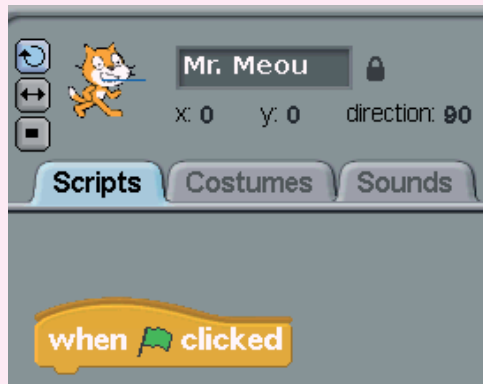 Mr. Meou
x: 0 y: 0 direction: 90
Scripts Costumes Sounds
when clicked